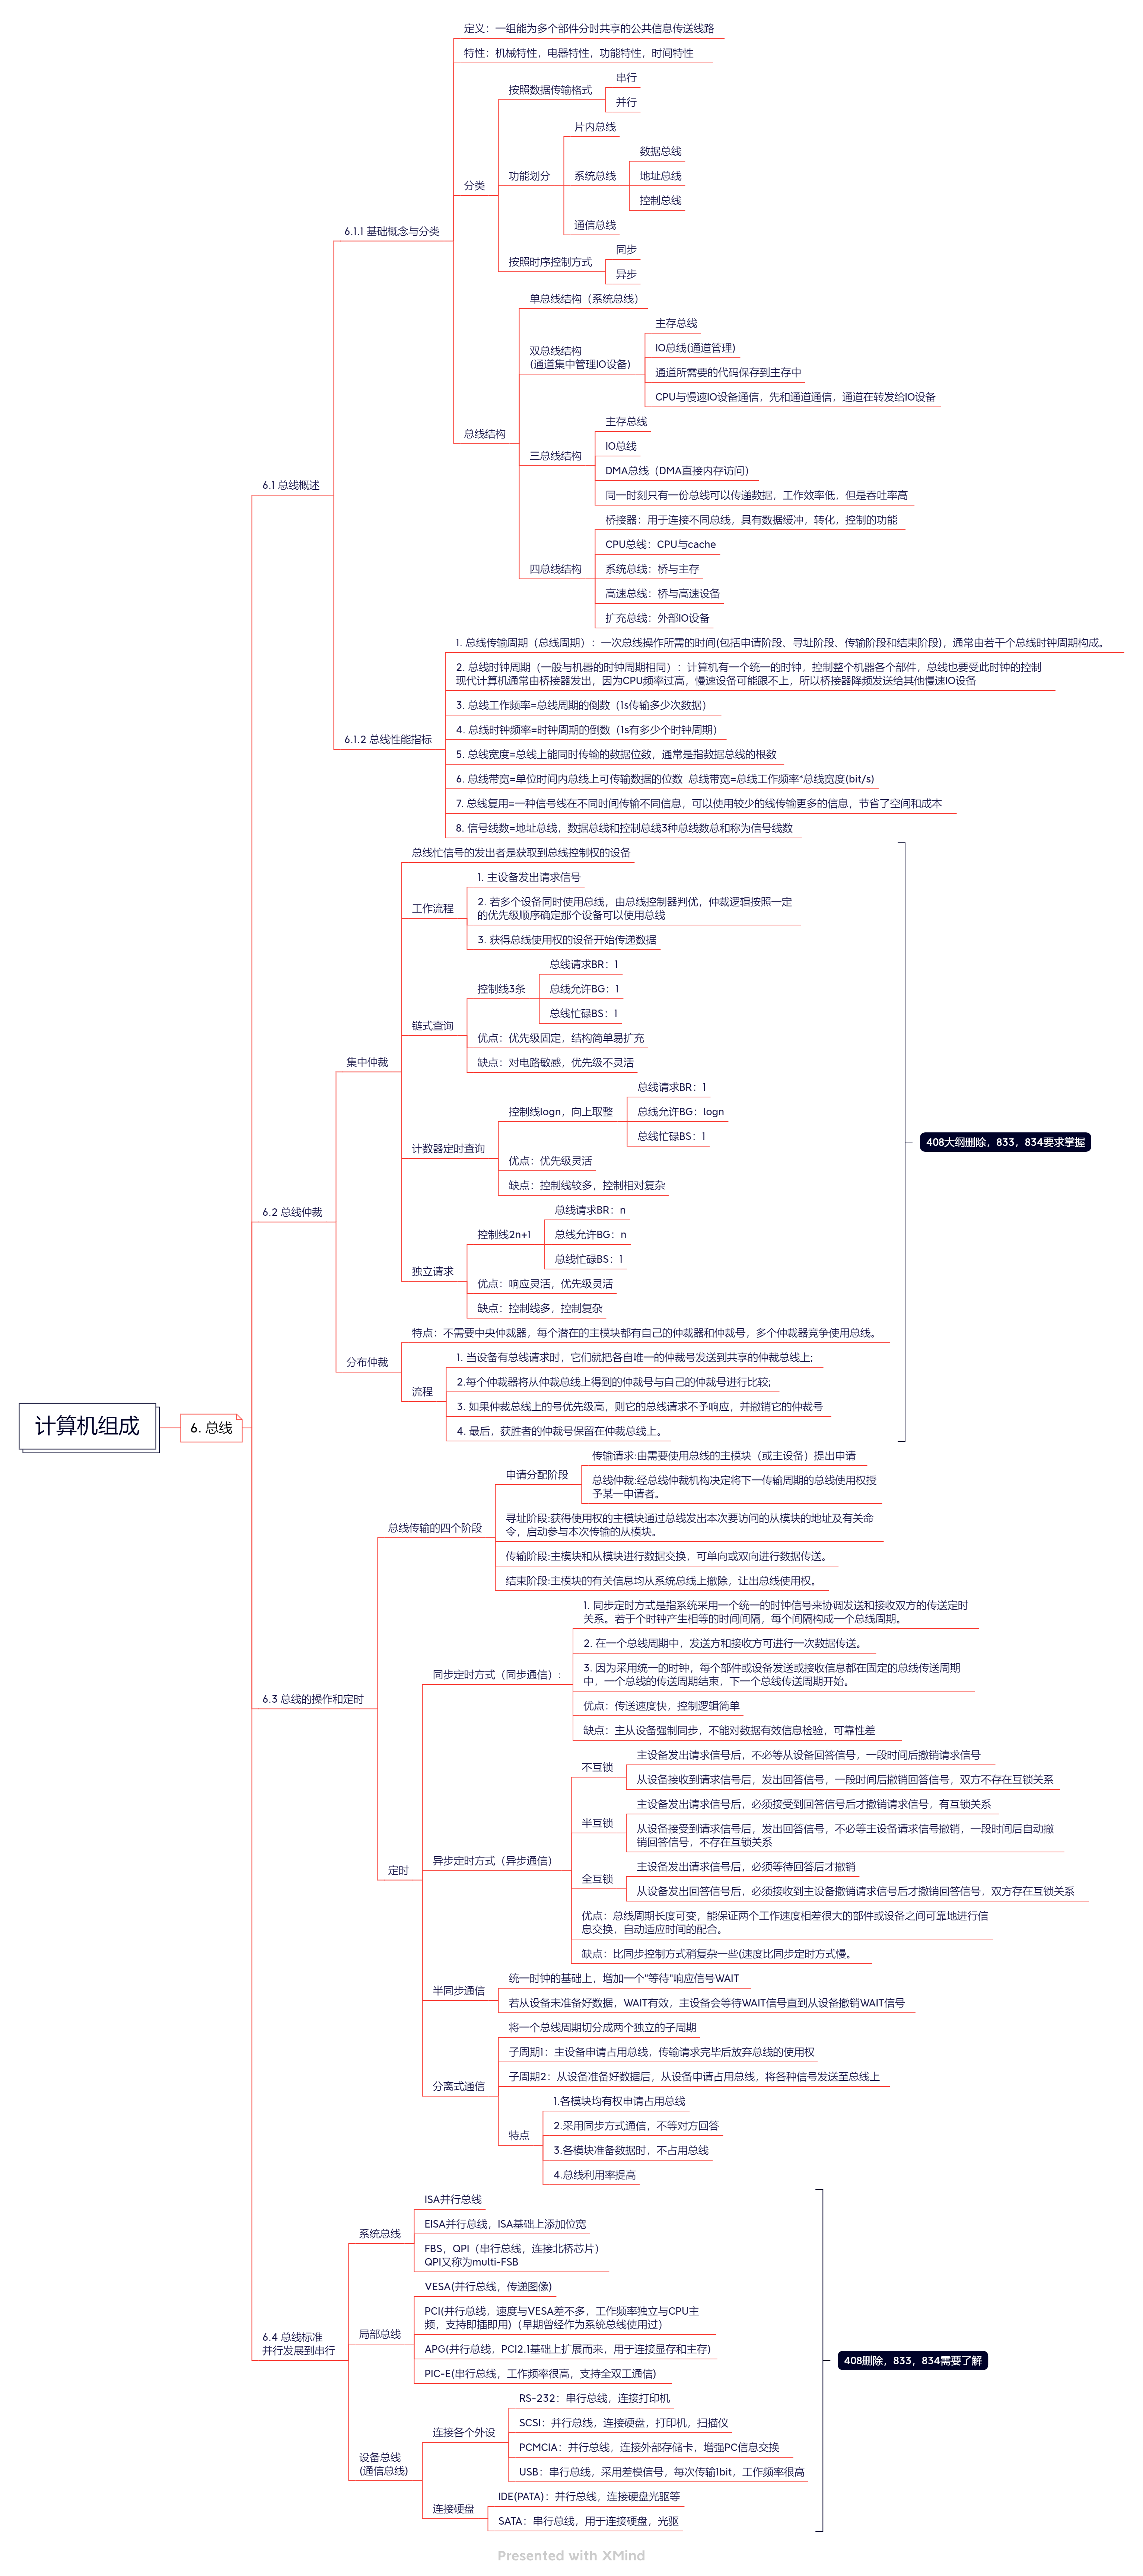 计算机组成
6. 总线
6.1 总线概述
6.1.1 基础概念与分类
定义：一组能为多个部件分时共享的公共信息传送线路
特性：机械特性，电器特性，功能特性，时间特性
分类
按照数据传输格式
串行
并行
功能划分
片内总线
系统总线
数据总线
地址总线
控制总线
通信总线
按照时序控制方式
同步
异步
总线结构
单总线结构（系统总线）
双总线结构
(通道集中管理IO设备)
主存总线
IO总线(通道管理)
通道所需要的代码保存到主存中
CPU与慢速IO设备通信，先和通道通信，通道在转发给IO设备
三总线结构
主存总线
IO总线
DMA总线（DMA直接内存访问）
同一时刻只有一份总线可以传递数据，工作效率低，但是吞吐率高
四总线结构
桥接器：用于连接不同总线，具有数据缓冲，转化，控制的功能
CPU总线：CPU与cache
系统总线：桥与主存
高速总线：桥与高速设备
扩充总线：外部IO设备
6.1.2 总线性能指标
1. 总线传输周期（总线周期）：一次总线操作所需的时间(包括申请阶段、寻址阶段、传输阶段和结束阶段)，通常由若干个总线时钟周期构成。
2. 总线时钟周期（一般与机器的时钟周期相同）：计算机有一个统一的时钟，控制整个机器各个部件，总线也要受此时钟的控制
现代计算机通常由桥接器发出，因为CPU频率过高，慢速设备可能跟不上，所以桥接器降频发送给其他慢速IO设备
3. 总线工作频率=总线周期的倒数（1s传输多少次数据）
4. 总线时钟频率=时钟周期的倒数（1s有多少个时钟周期）
5. 总线宽度=总线上能同时传输的数据位数，通常是指数据总线的根数
6. 总线带宽=单位时间内总线上可传输数据的位数 总线带宽=总线工作频率*总线宽度(bit/s)
7. 总线复用=一种信号线在不同时间传输不同信息，可以使用较少的线传输更多的信息，节省了空间和成本
8. 信号线数=地址总线，数据总线和控制总线3种总线数总和称为信号线数
6.2 总线仲裁
集中仲裁
总线忙信号的发出者是获取到总线控制权的设备
工作流程
1. 主设备发出请求信号
2. 若多个设备同时使用总线，由总线控制器判优，仲裁逻辑按照一定
的优先级顺序确定那个设备可以使用总线
3. 获得总线使用权的设备开始传递数据
链式查询
控制线3条
总线请求BR：1
总线允许BG：1
总线忙碌BS：1
优点：优先级固定，结构简单易扩充
缺点：对电路敏感，优先级不灵活
计数器定时查询
控制线logn，向上取整
总线请求BR：1
总线允许BG：logn
总线忙碌BS：1
优点：优先级灵活
缺点：控制线较多，控制相对复杂
独立请求
控制线2n+1
总线请求BR：n
总线允许BG：n
总线忙碌BS：1
优点：响应灵活，优先级灵活
缺点：控制线多，控制复杂
分布仲裁
特点：不需要中央仲裁器，每个潜在的主模块都有自己的仲裁器和仲裁号，多个仲裁器竞争使用总线。
流程
1. 当设备有总线请求时，它们就把各自唯一的仲裁号发送到共享的仲裁总线上;
2.每个仲裁器将从仲裁总线上得到的仲裁号与自己的仲裁号进行比较;
3. 如果仲裁总线上的号优先级高，则它的总线请求不予响应，并撤销它的仲裁号
4. 最后，获胜者的仲裁号保留在仲裁总线上。
408大纲删除，833，834要求掌握
6.3 总线的操作和定时
总线传输的四个阶段
申请分配阶段
传输请求:由需要使用总线的主模块（或主设备）提出申请
总线仲裁:经总线仲裁机构决定将下一传输周期的总线使用权授
予某一申请者。
寻址阶段:获得使用权的主模块通过总线发出本次要访问的从模块的地址及有关命
令，启动参与本次传输的从模块。
传输阶段:主模块和从模块进行数据交换，可单向或双向进行数据传送。
结束阶段:主模块的有关信息均从系统总线上撤除，让出总线使用权。
定时
同步定时方式（同步通信）：
1. 同步定时方式是指系统采用一个统一的时钟信号来协调发送和接收双方的传送定时
关系。若于个时钟产生相等的时间间隔，每个间隔构成一个总线周期。
2. 在一个总线周期中，发送方和接收方可进行一次数据传送。
3. 因为采用统一的时钟，每个部件或设备发送或接收信息都在固定的总线传送周期
中，一个总线的传送周期结束，下一个总线传送周期开始。
优点：传送速度快，控制逻辑简单
缺点：主从设备强制同步，不能对数据有效信息检验，可靠性差
异步定时方式（异步通信）
不互锁
主设备发出请求信号后，不必等从设备回答信号，一段时间后撤销请求信号
从设备接收到请求信号后，发出回答信号，一段时间后撤销回答信号，双方不存在互锁关系
半互锁
主设备发出请求信号后，必须接受到回答信号后才撤销请求信号，有互锁关系
从设备接受到请求信号后，发出回答信号，不必等主设备请求信号撤销，一段时间后自动撤
销回答信号，不存在互锁关系
全互锁
主设备发出请求信号后，必须等待回答后才撤销
从设备发出回答信号后，必须接收到主设备撤销请求信号后才撤销回答信号，双方存在互锁关系
优点：总线周期长度可变，能保证两个工作速度相差很大的部件或设备之间可靠地进行信
息交换，自动适应时间的配合。
缺点：比同步控制方式稍复杂一些(速度比同步定时方式慢。
半同步通信
统一时钟的基础上，增加一个"等待"响应信号WAIT
若从设备未准备好数据，WAIT有效，主设备会等待WAIT信号直到从设备撤销WAIT信号
分离式通信
将一个总线周期切分成两个独立的子周期
子周期1：主设备申请占用总线，传输请求完毕后放弃总线的使用权
子周期2：从设备准备好数据后，从设备申请占用总线，将各种信号发送至总线上
特点
1.各模块均有权申请占用总线
2.采用同步方式通信，不等对方回答
3.各模块准备数据时，不占用总线
4.总线利用率提高
6.4 总线标准
并行发展到串行
系统总线
ISA并行总线
EISA并行总线，ISA基础上添加位宽
FBS，QPI（串行总线，连接北桥芯片）
QPI又称为multi-FSB
局部总线
VESA(并行总线，传递图像)
PCI(并行总线，速度与VESA差不多，工作频率独立与CPU主
频，支持即插即用)（早期曾经作为系统总线使用过）
APG(并行总线，PCI2.1基础上扩展而来，用于连接显存和主存)
PIC-E(串行总线，工作频率很高，支持全双工通信)
设备总线
(通信总线)
连接各个外设
RS-232：串行总线，连接打印机
SCSI：并行总线，连接硬盘，打印机，扫描仪
PCMCIA：并行总线，连接外部存储卡，增强PC信息交换
USB：串行总线，采用差模信号，每次传输1bit，工作频率很高
连接硬盘
IDE(PATA)：并行总线，连接硬盘光驱等
SATA：串行总线，用于连接硬盘，光驱
408删除，833，834需要了解
Presented with XMind